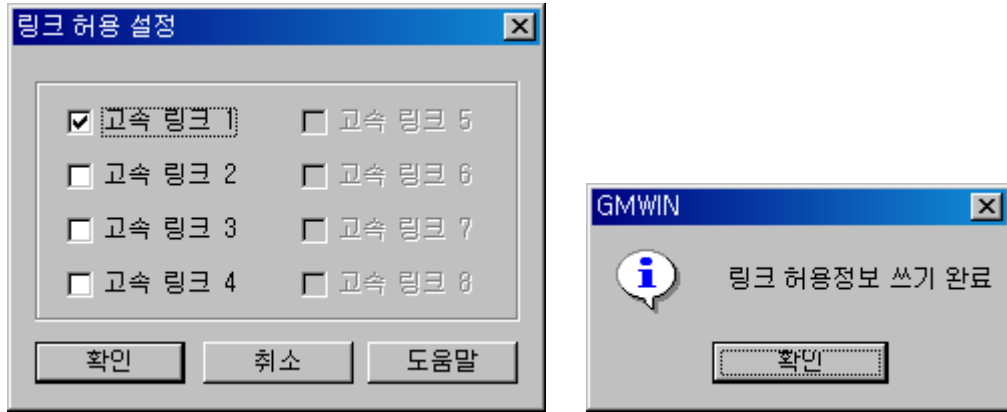 링크 허용 설정
고속 링크 1
고속 링크 5
고속 링크 2
고속 링크 6
고속 링크 3
고속 링크 7
고속 링크 4
고속 링크 8
확인
취소
도움말
GMWIN
링크 허용정보 쓰기 완료
확인